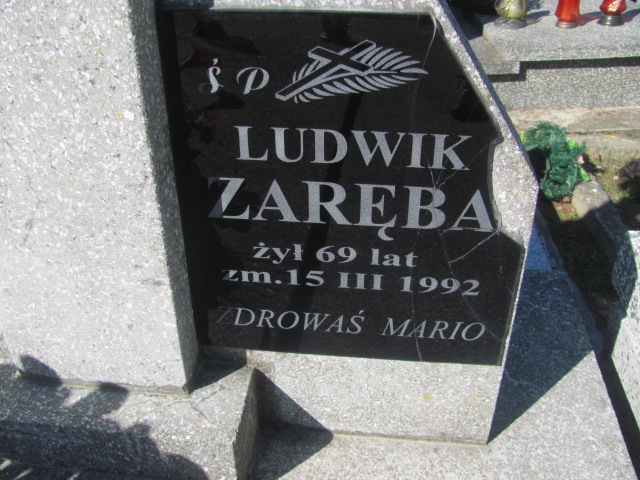 Ś P
LUDWIK
ZARĘBA
żył 69 lat
zm.15 III 1992
ZDROWAŚ MARIO